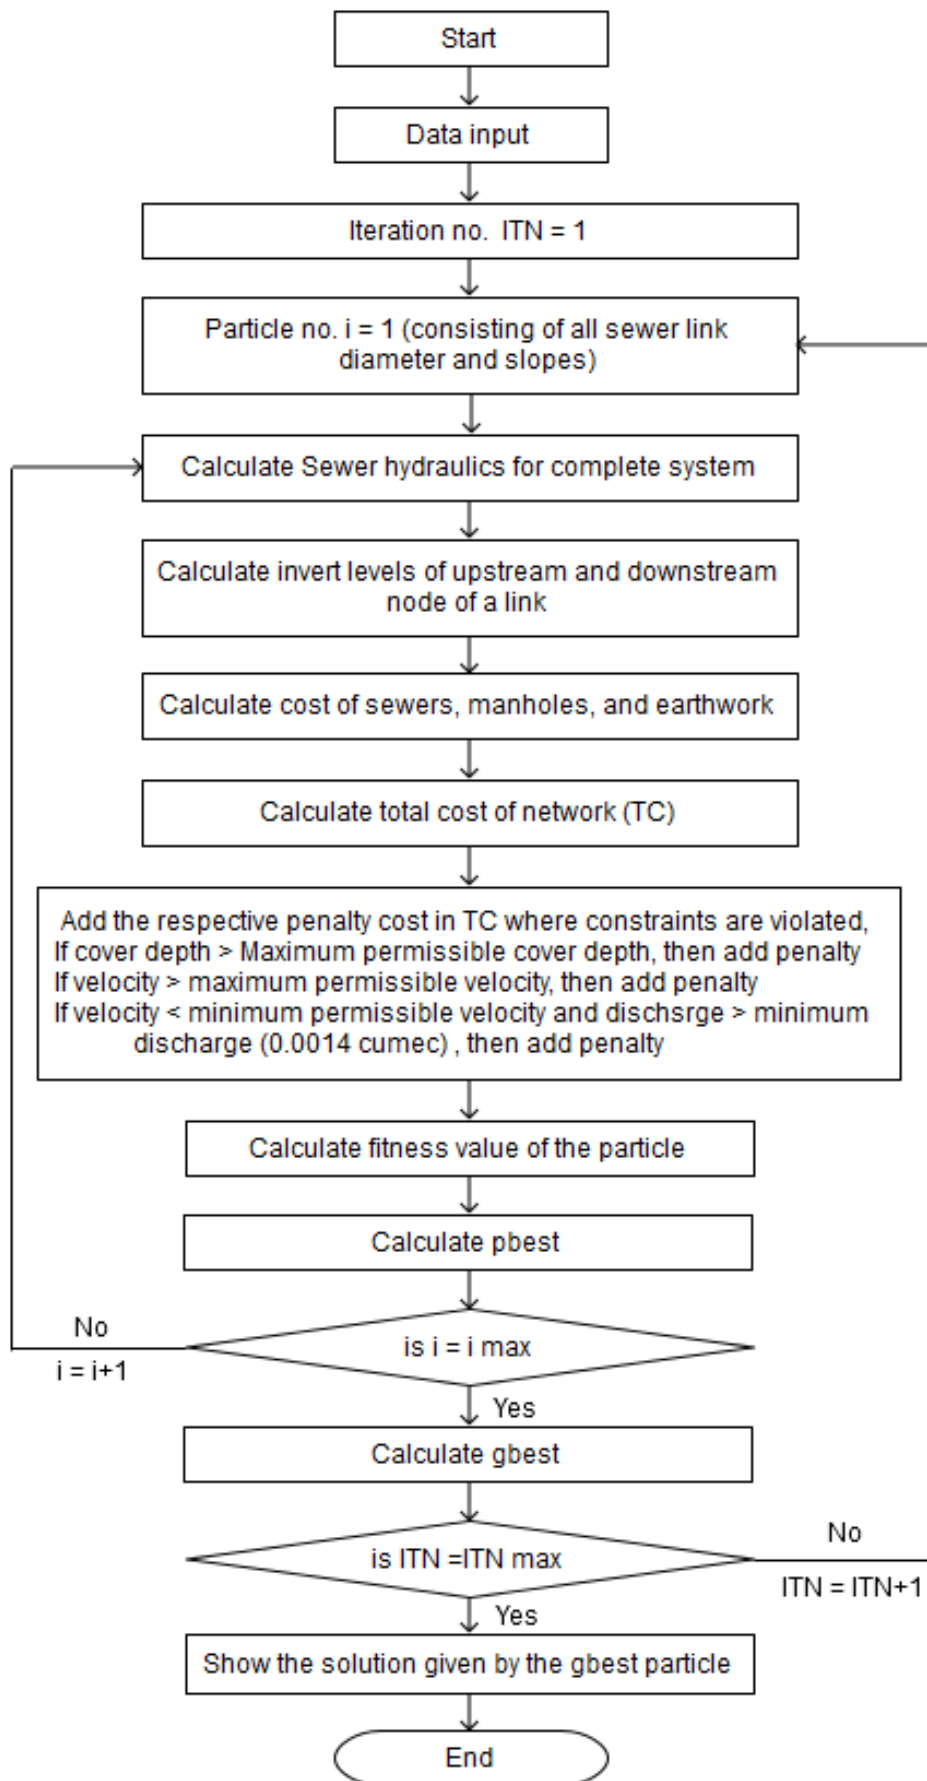 Start
Data input
Iteration no.  ITN = 1
Particle no. i = 1 (consisting of all sewer link
diameter and slopes)
Calculate Sewer hydraulics for complete system
Calculate invert levels of upstream and downstream
node of a link
Calculate cost of sewers, manholes, and earthwork
Calculate total cost of network (TC)
Add the respective penalty cost in TC where constraints are violated,
If cover depth > Maximum permissible cover depth, then add penalty
If velocity > maximum permissible velocity, then add penalty
If velocity < minimum permissible velocity and dischsrge > minimum
discharge (0.0014 cumec) , then add penalty
Calculate fitness value of the particle
Calculate pbest
No
is i = i max
i = i+1
Yes
Calculate gbest
No
is ITN =ITN max
ITN = ITN+1
Yes
Show the solution given by the gbest particle
End